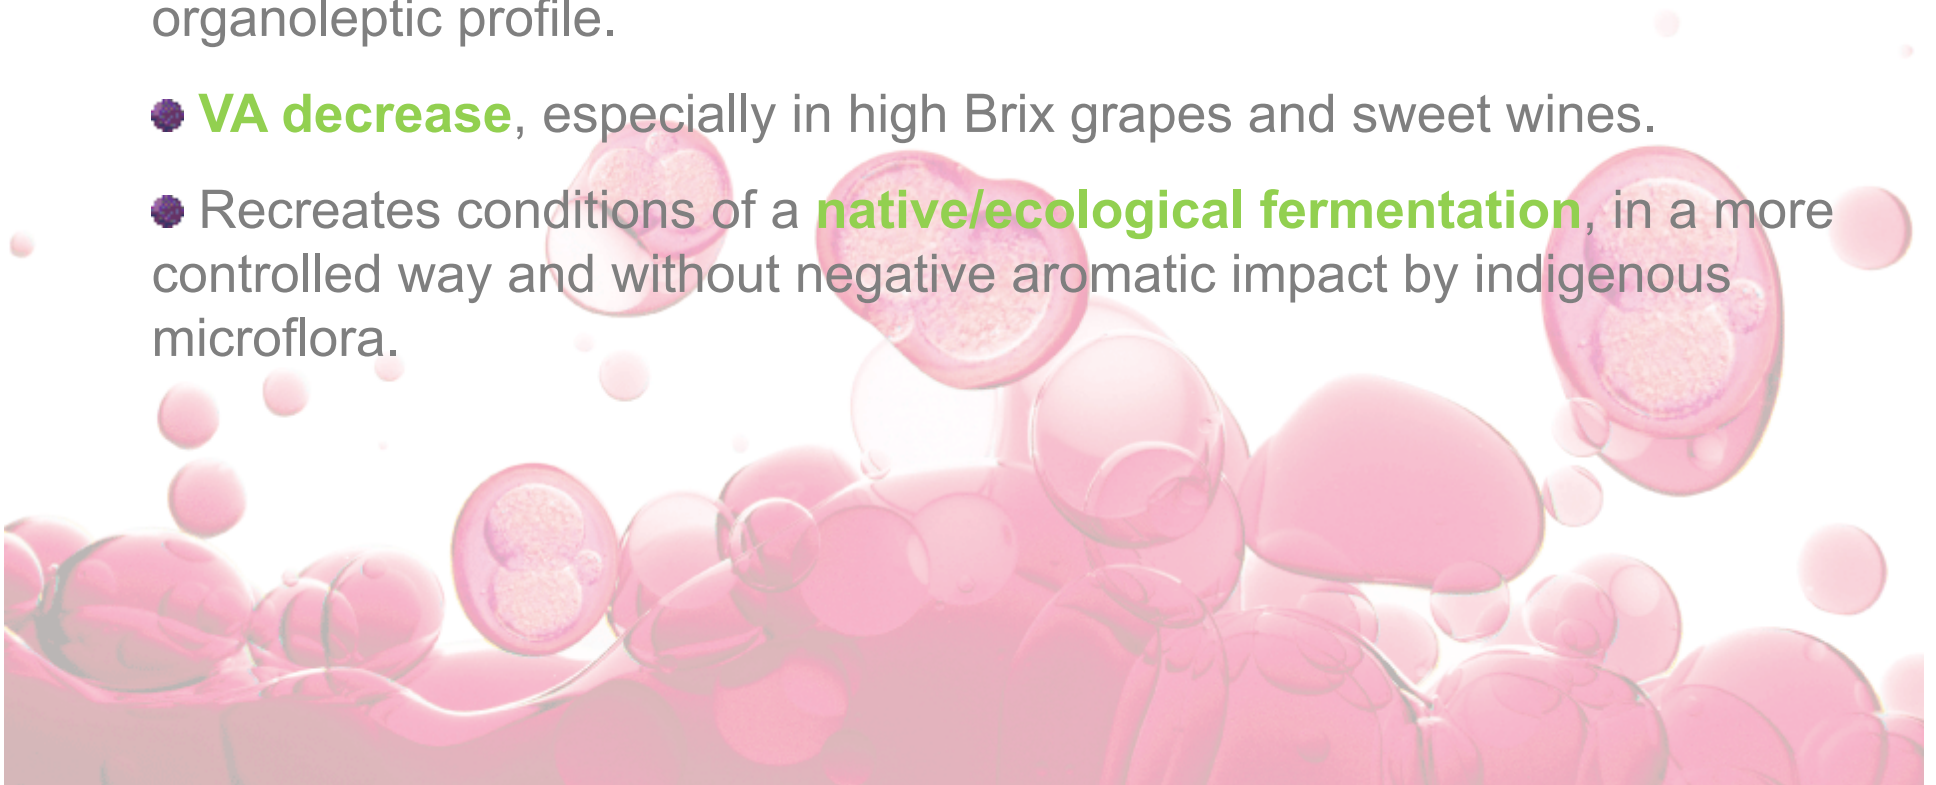 organoleptic profile.
VA decrease, especially in high Brix grapes and sweet wines.
Recreates conditions of a native/ecological fermentation, in a more
controlled way and without negative aromatic impact by indigenous
microflora.